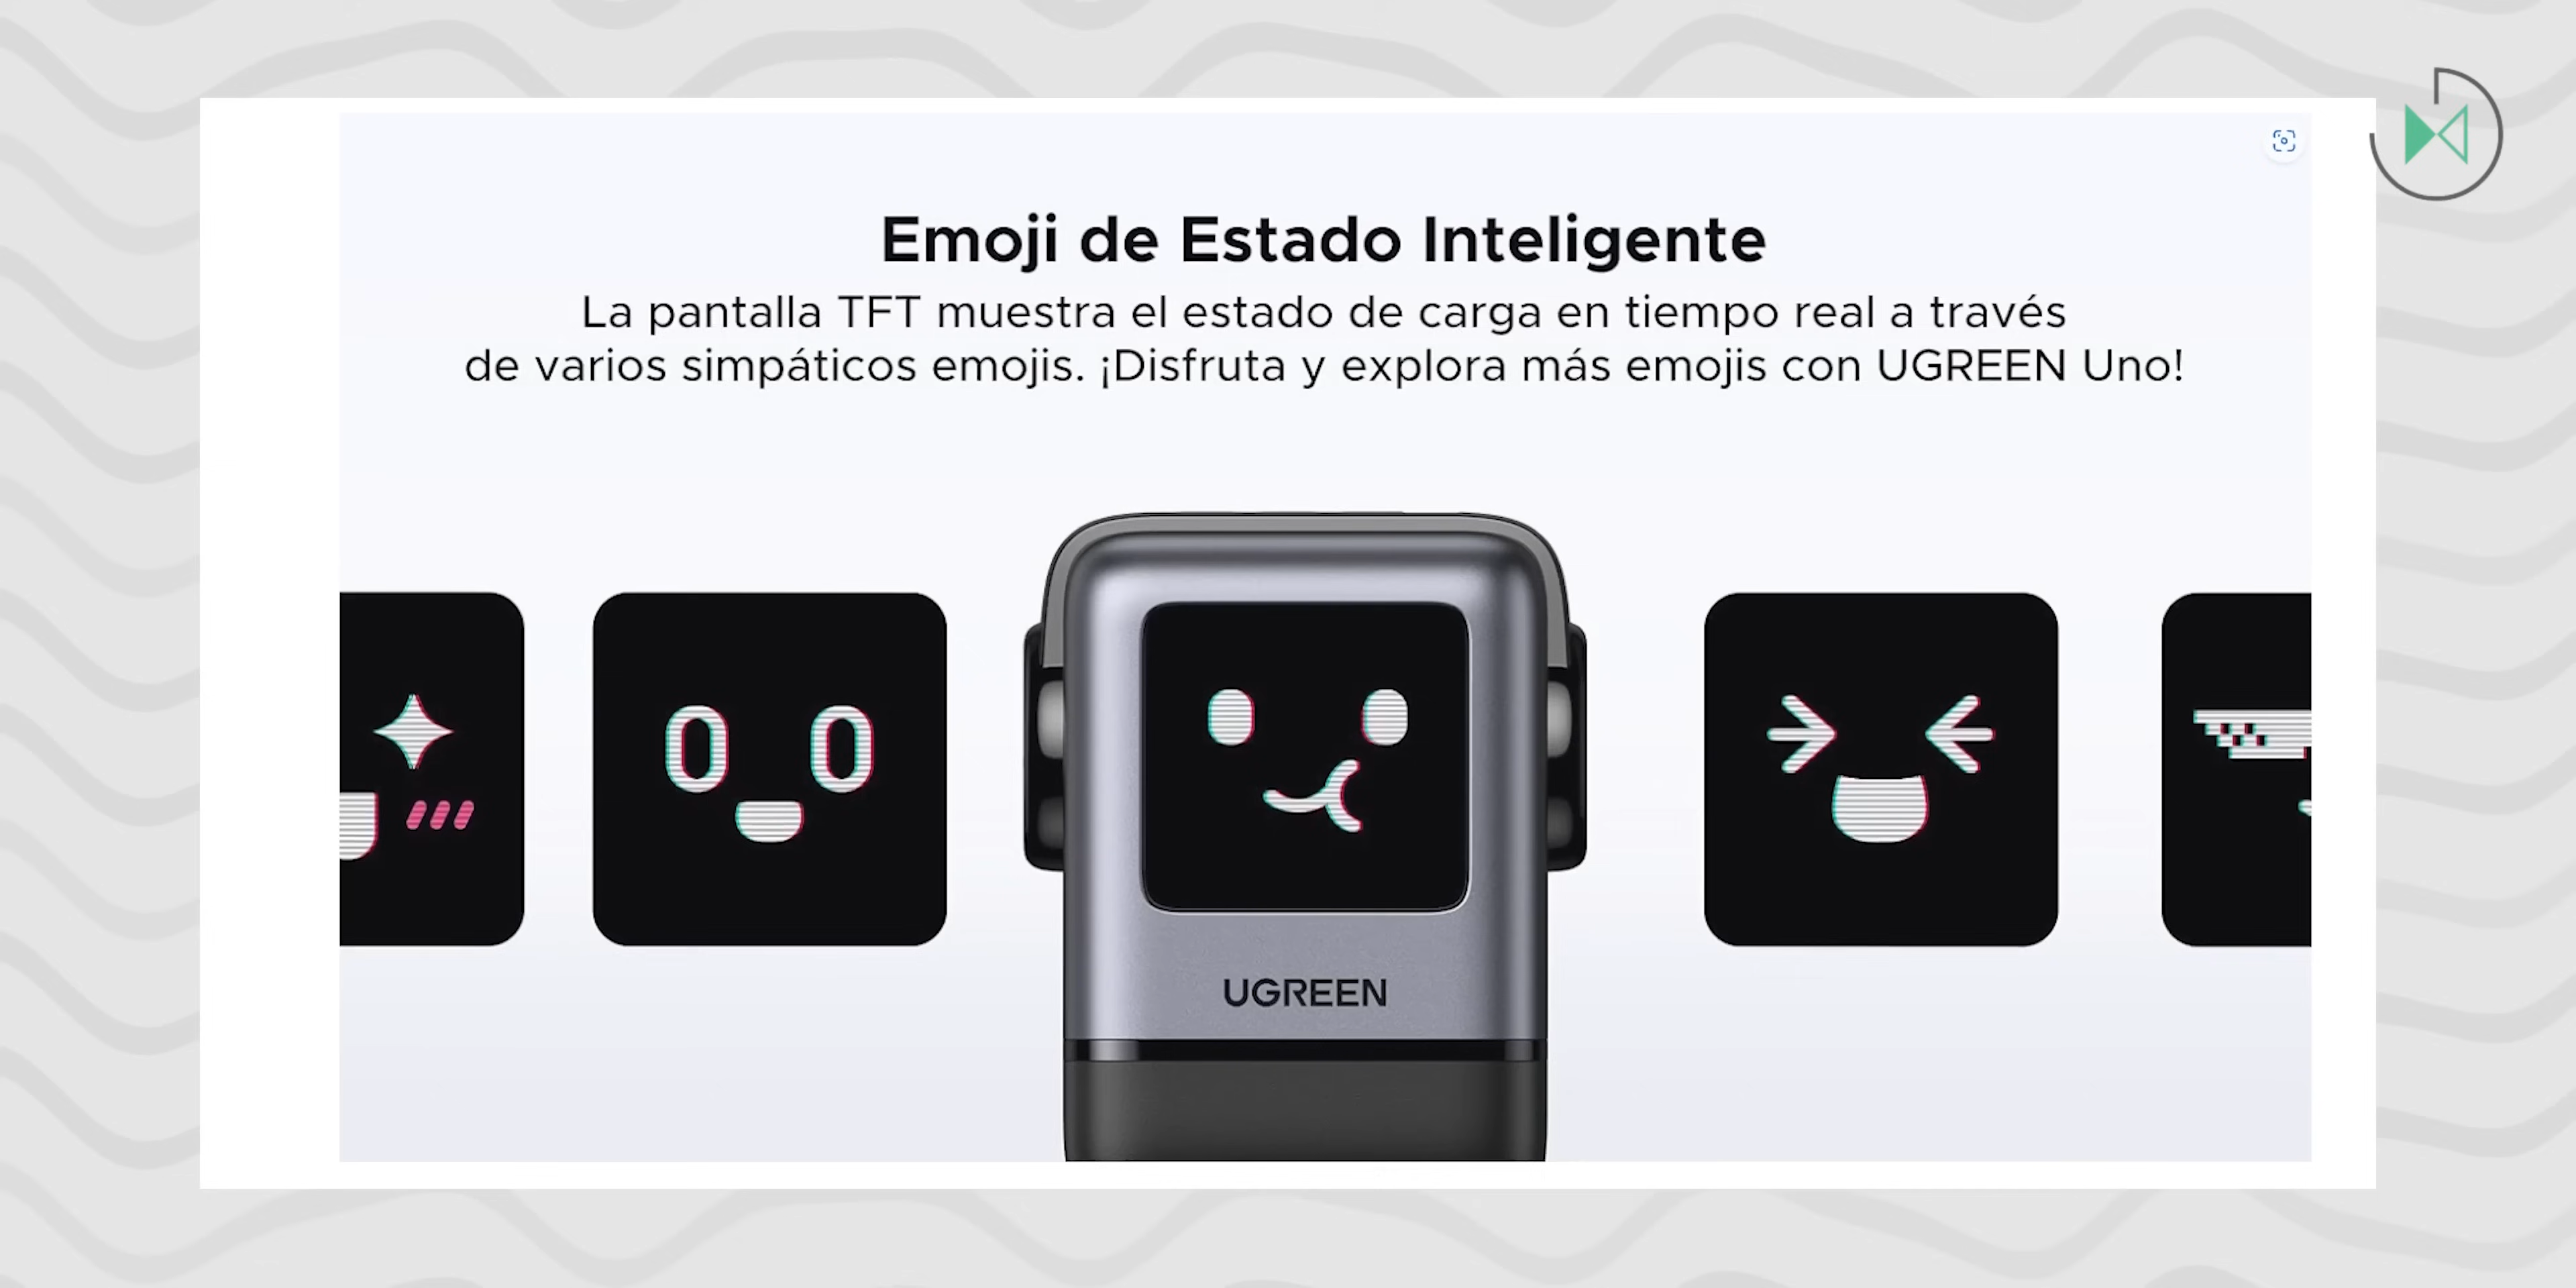 Emoji de Estado Inteligente
La pantalla TFT muestra el estado de carga en tiempo real a través
de varios simpáticos emojis. ¡Disfruta y explora más emojis con UGREEN Uno!
UGREEN